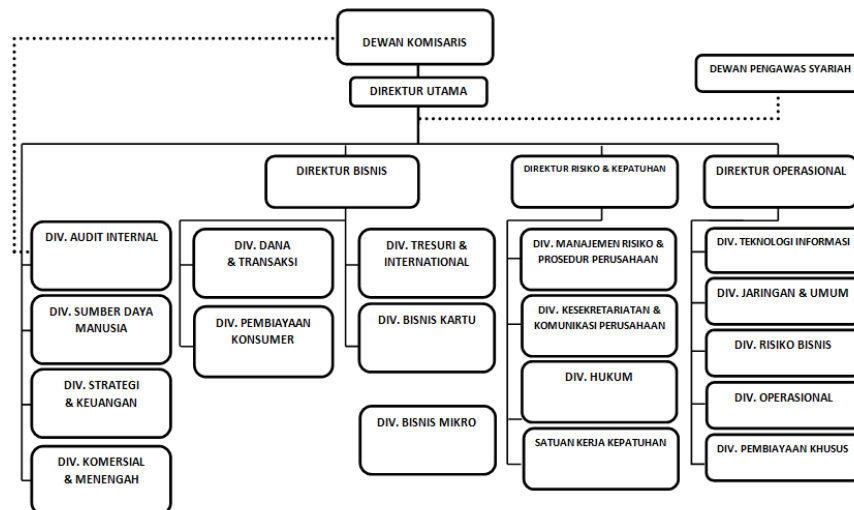 DEWAN KOMISARIS
DEWAN PENGAWAS SYARIAH
DIREKTUR UTAMA
DIREKTUR BISNIS
DIREKTUR RISIKO & KEPATUHAN
DIREKTUR OPERASIONAL
DIV. AUDIT INTERNAL
DIV. SUMBER DAYA
MANUSIA
DIV. STRATEGI
& KEUANGAN
DIV. KOMERSIAL
& MENENGAH
DIV. DANA
& TRANSAKSI
DIV. PEMBIAYAAN
KONSUMER
DIV. TRESURI &
INTERNATIONAL
DIV. BISNIS KARTU
DIV. BISNIS MIKRO
DIV. MANAJEMEN RISIKO &
PROSEDUR PERUSAHAAN
DIV. KESEKRETARIATAN &
KOMUNIKASI PERUSAHAAN
DIV. HUKUM
SATUAN KERJA KEPATUHAN
DIV. TEKNOLOGI INFORMASI
DIV. JARINGAN & UMUM
DIV. RISIKO BISNIS
DIV. OPERASIONAL
DIV. PEMBIAYAAN KHUSUS